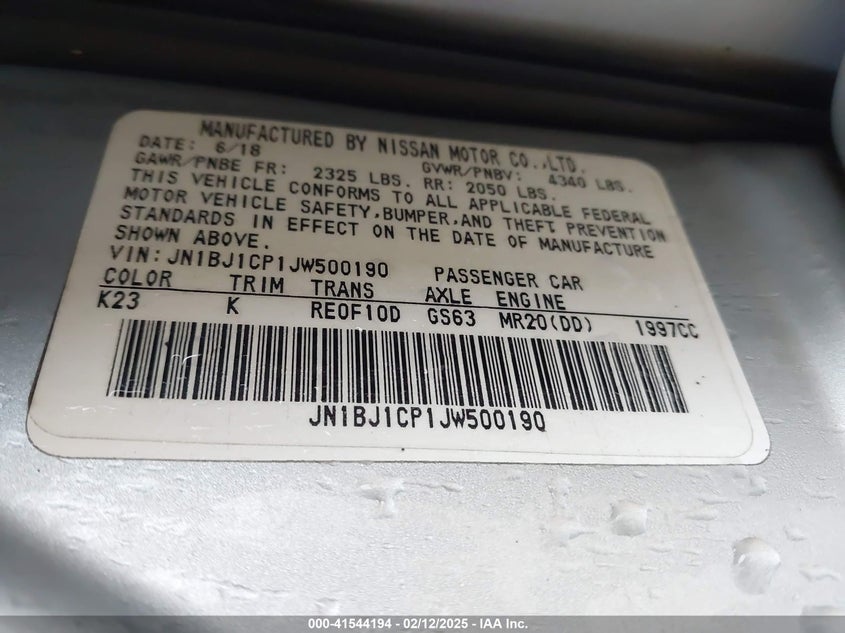 MANUFACTURED BY NISSAN MOTOR CO.,LTD.
DATE: 6/18 GVWR/PNBV: 4340 LBS.
GAWR/PNBE FR: 2325 LBS. RR: 2050 LBS.
THIS VEHICLE CONFORMS TO ALL APPLICABLE FEDERAL
MOTOR VEHICLE SAFETY,BUMPER,AND THEFT PREVENTION
STANDARDS IN EFFECT ON THE DATE OF MANUFACTURE
SHOWN ABOVE.
VIN: JN1BJ1CP1JW500190 PASSENGER CAR
COLOR TRIM TRANS AXLE ENGINE
K23 K RE0F10D GS63 MR20(DD) 1997CC
JN1BJ1CP1JW500190
000-41544194 - 02/12/2025 - IAA Inc.